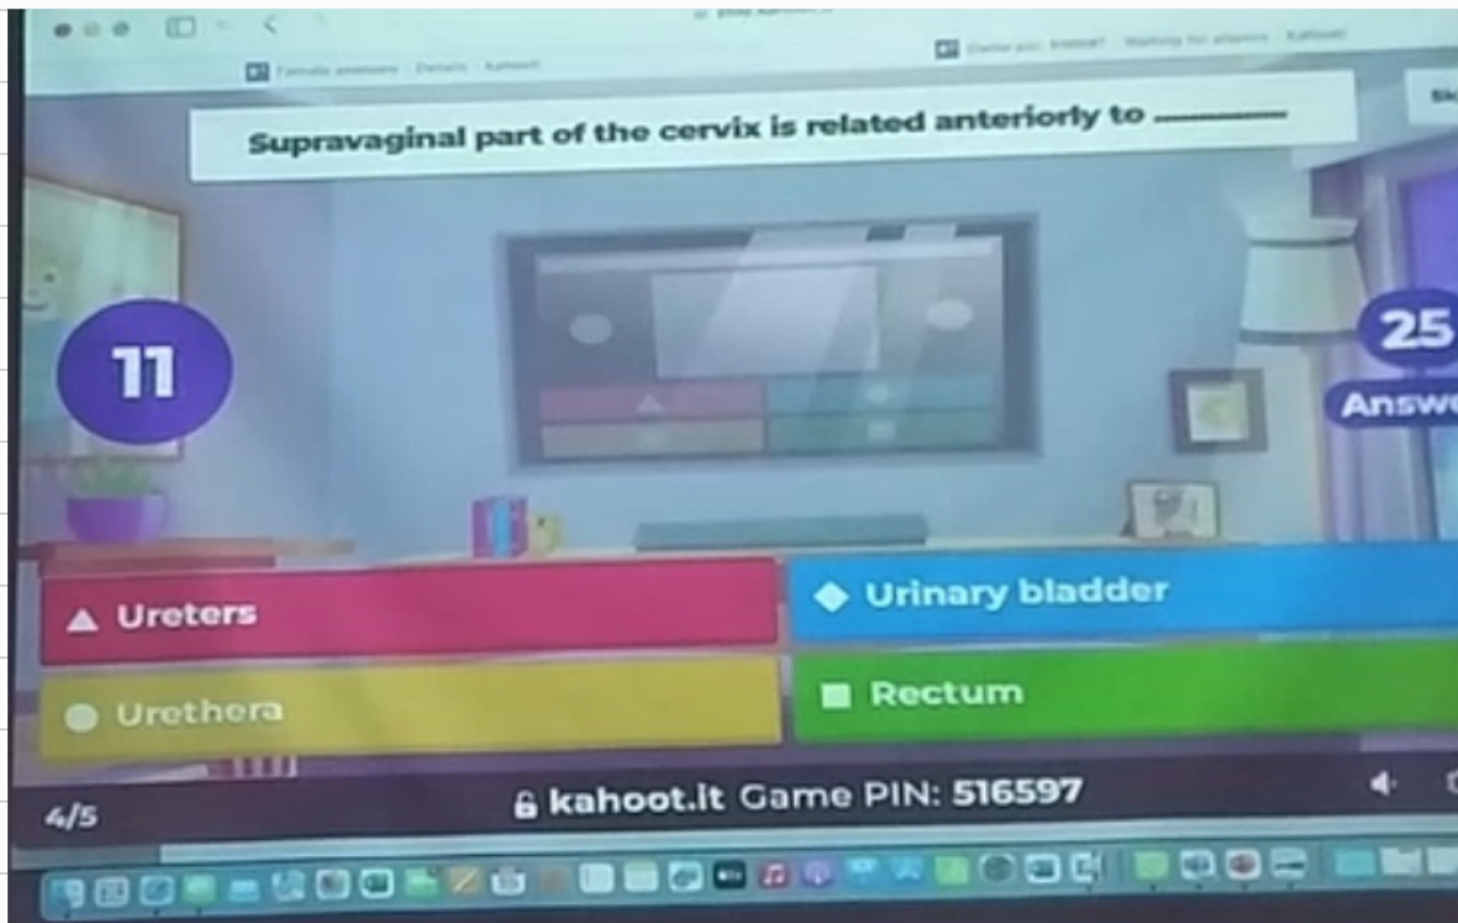 Supravaginal part of the cervix is related anteriorly to ________
11
25
Ureters
Urinary bladder
Urethera
Rectum
4/5
kahoot.it Game PIN: 516597